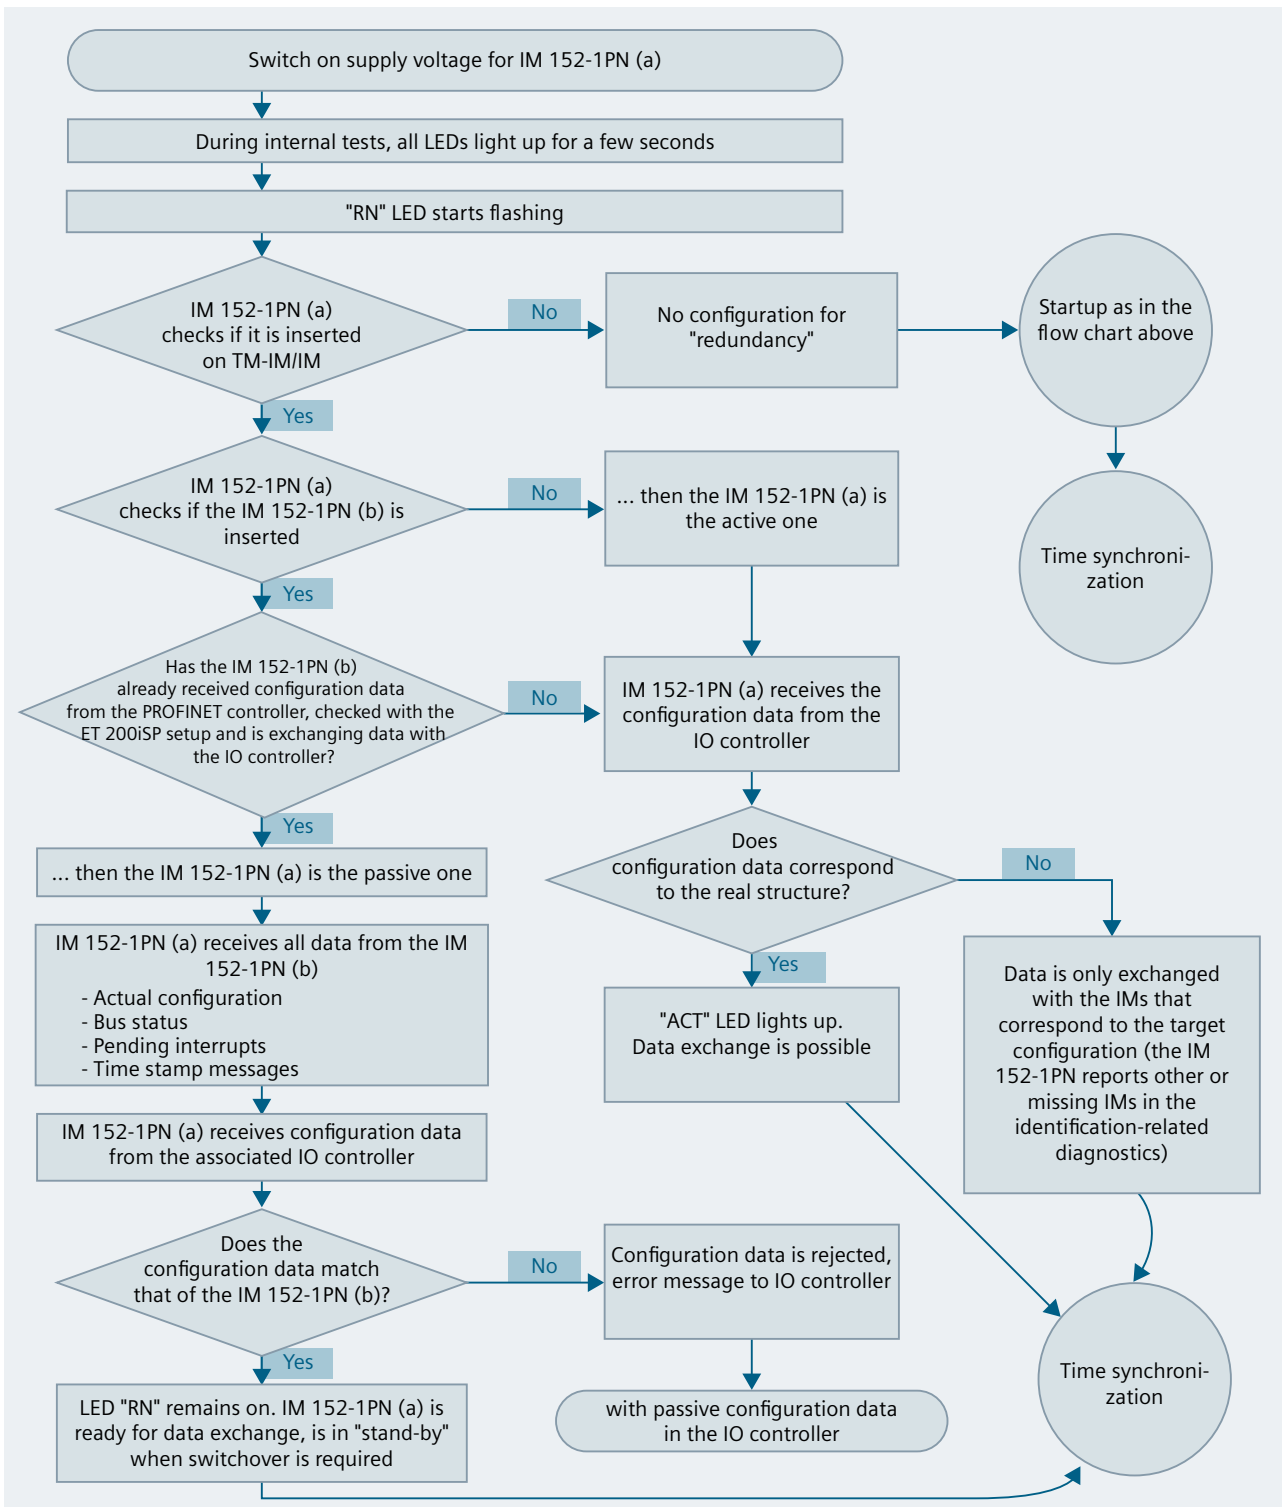 Switch on supply voltage for IM 152-1PN (a)
During internal tests, all LEDs light up for a few seconds
"RN" LED starts flashing
IM 152-1PN (a)
checks if it is inserted
on TM-IM/IM
No
No configuration for
"redundancy"
Startup as in the
flow chart above
Yes
IM 152-1PN (a)
checks if the IM 152-1PN (b) is
inserted
No
... then the IM 152-1PN (a) is
the active one
Time synchroni-
zation
Yes
Has the IM 152-1PN (b)
already received configuration data
from the PROFINET controller, checked with the
ET 200iSP setup and is exchanging data with
the IO controller?
No
IM 152-1PN (a) receives the
configuration data from the
IO controller
Yes
... then the IM 152-1PN (a) is the passive one
Does
configuration data correspond
to the real structure?
No
IM 152-1PN (a) receives all data from the IM
152-1PN (b)
- Actual configuration
- Bus status
- Pending interrupts
- Time stamp messages
Yes
"ACT" LED lights up.
Data exchange is possible
Data is only exchanged
with the IMs that
correspond to the target
configuration (the IM
152-1PN reports other or
missing IMs in the
identification-related
diagnostics)
IM 152-1PN (a) receives configuration data
from the associated IO controller
Does the
configuration data match
that of the IM 152-1PN (b)?
No
Configuration data is rejected,
error message to IO controller
Yes
LED "RN" remains on. IM 152-1PN (a) is
ready for data exchange, is in "stand-by"
when switchover is required
with passive configuration data
in the IO controller
Time synchroni-
zation